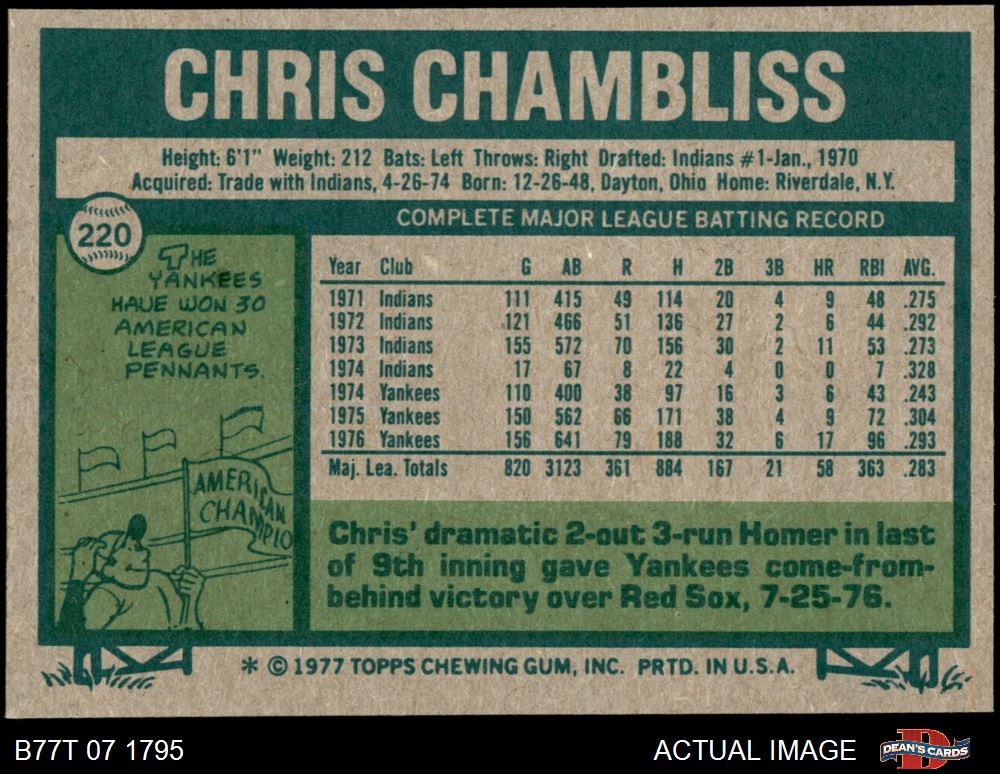 CHRIS CHAMBLISS
Height: 6'1" Weight: 212 Bats: Left Throws: Right Drafted: Indians #1-Jan., 1970
Acquired: Trade with Indians, 4-26-74 Born: 12-26-48, Dayton, Ohio Home: Riverdale, N.Y.
220
COMPLETE MAJOR LEAGUE BATTING RECORD
THE
YANKEES
HAVE WON 30
AMERICAN
LEAGUE
PENNANTS.
AMERICAN
CHAMPIO
Year Club G AB R H 2B 3B HR RBI AVG.
1971 Indians 111 415 49 114 20 4 9 48 .275
1972 Indians 121 466 51 136 27 2 6 44 .292
1973 Indians 155 572 70 156 30 2 11 53 .273
1974 Indians 17 67 8 22 4 0 0 7 .328
1974 Yankees 110 400 38 97 16 3 6 43 .243
1975 Yankees 150 562 66 171 38 4 9 72 .304
1976 Yankees 156 641 79 188 32 6 17 96 .293
Maj. Lea. Totals 820 3123 361 884 167 21 58 363 .283
Chris' dramatic 2-out 3-run Homer in last
of 9th inning gave Yankees come-from-
behind victory over Red Sox, 7-25-76.
* © 1977 TOPPS CHEWING GUM, INC. PRTD. IN U.S.A.
B77T 07 1795
ACTUAL IMAGE
DEAN'S CARDS